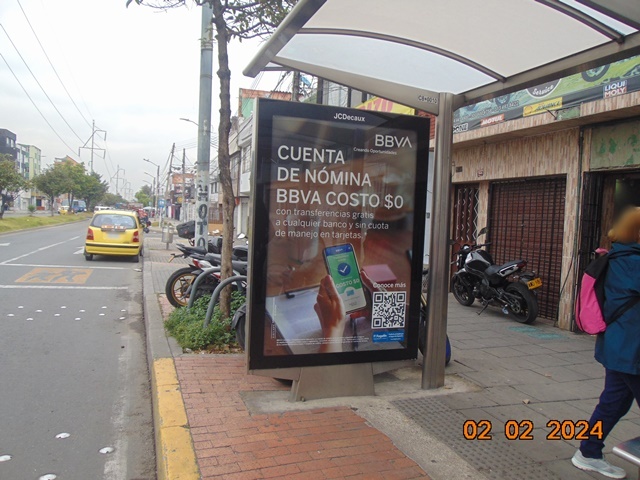 JCDecaux
BBVA
Creando Oportunidades
CUENTA
DE NÓMINA
BBVA COSTO $0
con transferencias gratis
a cualquier banco y sin cuota
de manejo en tarjetas.*
Conoce más
LIQUI
MOLY
02 02 2024